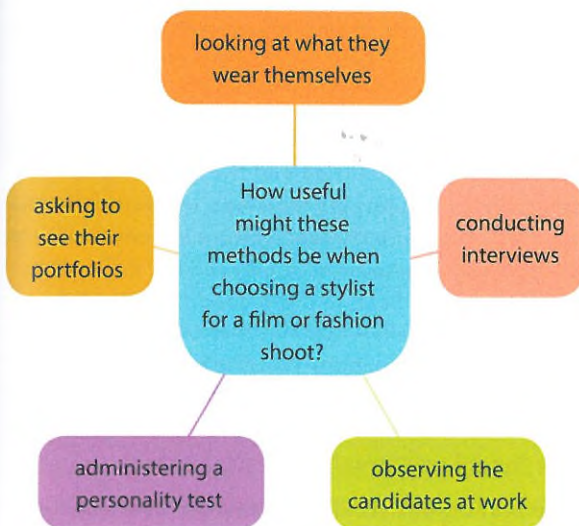 looking at what they
wear themselves
asking to
see their
portfolios
How useful
might these
methods be when
choosing a stylist
for a film or fashion
shoot?
conducting
interviews
administering a
personality test
observing the
candidates at work